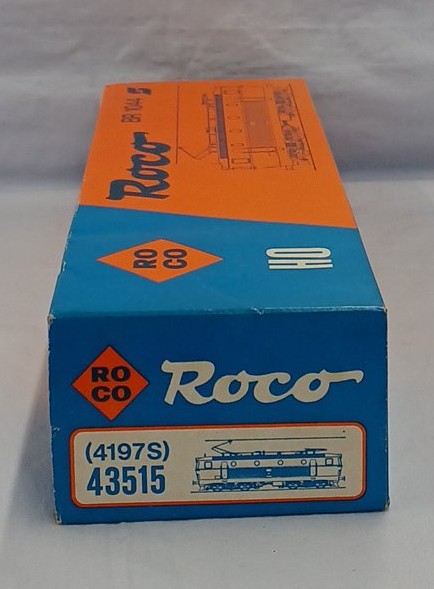 BR 1044
Roco
RO
CO
HO
RO
CO
Roco
(4197S)
43515